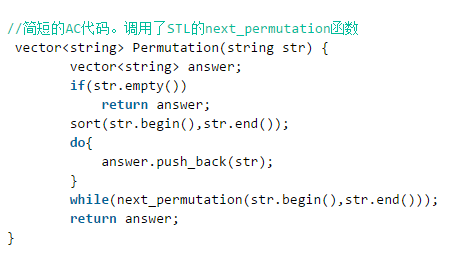 //简短的AC代码。调用了STL的next_permutation函数
vector<string> Permutation(string str) {
vector<string> answer;
if(str.empty())
return answer;
sort(str.begin(),str.end());
do{
answer.push_back(str);
}
while(next_permutation(str.begin(),str.end()));
return answer;
}